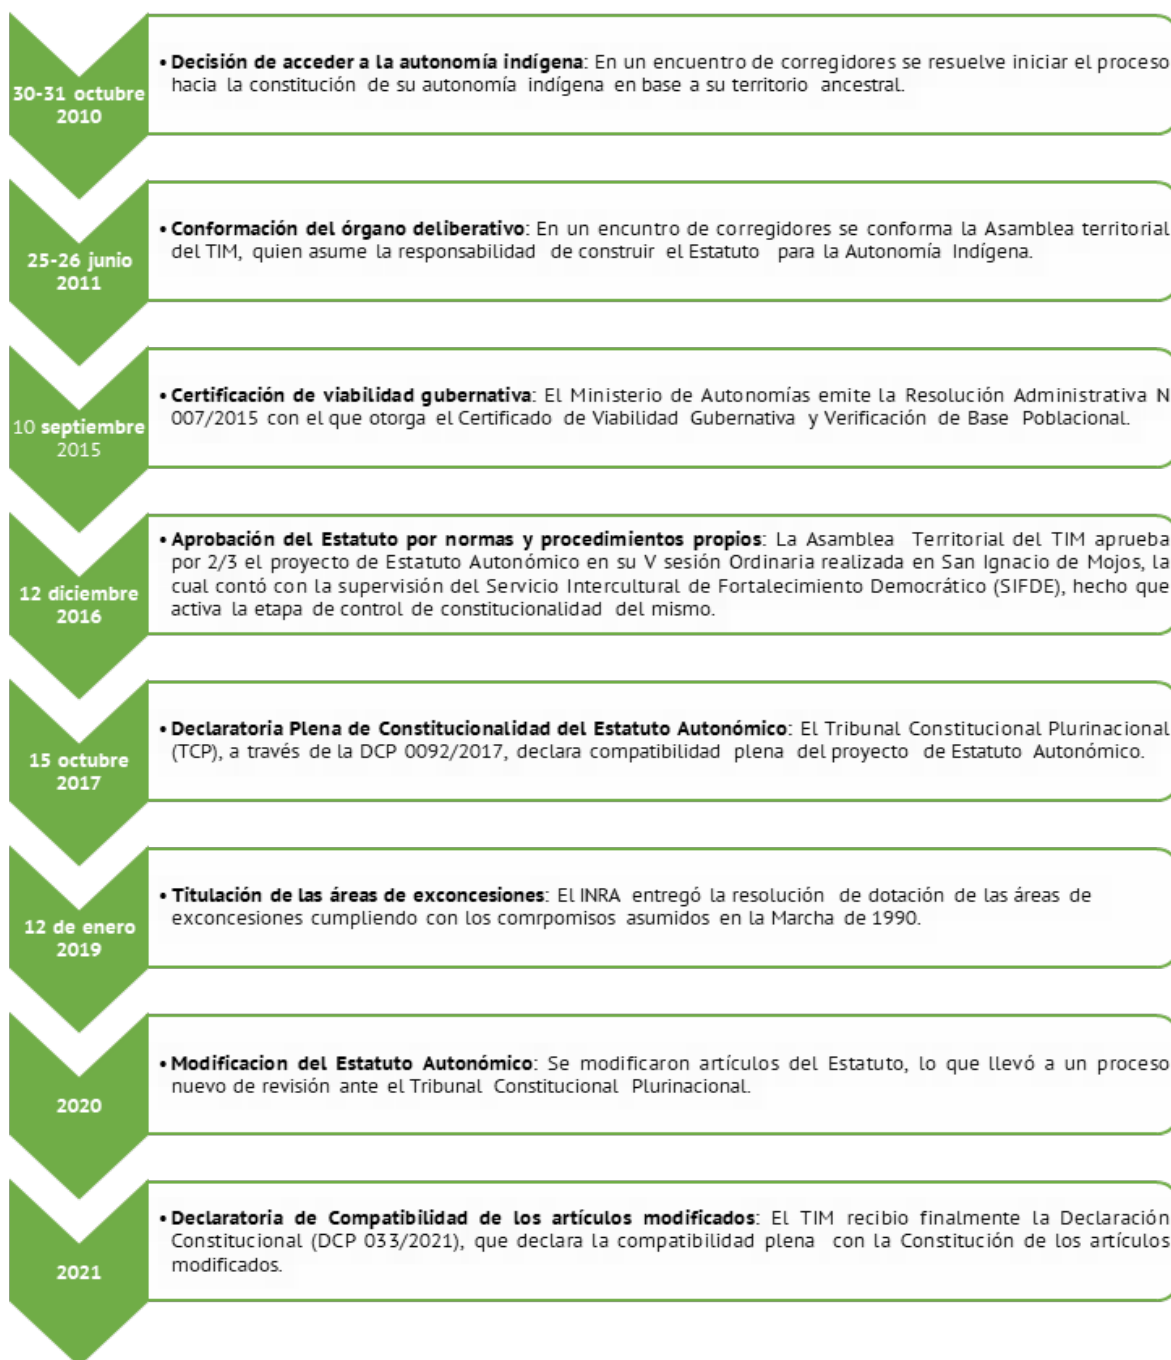 30-31 octubre
2010
• Decisión de acceder a la autonomía indígena: En un encuentro de corregidores se resuelve iniciar el proceso
hacia la constitución de su autonomía indígena en base a su territorio ancestral.
25-26 junio
2011
• Conformación del órgano deliberativo: En un encuntro de corregidores se conforma la Asamblea territorial
del TIM, quien asume la responsabilidad de construir el Estatuto para la Autonomía Indígena.
10 septiembre
2015
• Certificación de viabilidad gubernativa: El Ministerio de Autonomías emite la Resolución Administrativa N
007/2015 con el que otorga el Certificado de Viabilidad Gubernativa y Verificación de Base Poblacional.
12 diciembre
2016
• Aprobación del Estatuto por normas y procedimientos propios: La Asamblea Territorial del TIM aprueba
por 2/3 el proyecto de Estatuto Autonómico en su V sesión Ordinaria realizada en San Ignacio de Mojos, la
cual contó con la supervisión del Servicio Intercultural de Fortalecimiento Democrático (SIFDE), hecho que
activa la etapa de control de constitucionalidad del mismo.
15 octubre
2017
• Declaratoria Plena de Constitucionalidad del Estatuto Autonómico: El Tribunal Constitucional Plurinacional
(TCP), a través de la DCP 0092/2017, declara compatibilidad plena del proyecto de Estatuto Autonómico.
12 de enero
2019
• Titulación de las áreas de exconcesiones: El INRA entregó la resolución de dotación de las áreas de
exconcesiones cumpliendo con los comrpomisos asumidos en la Marcha de 1990.
2020
• Modificacion del Estatuto Autonómico: Se modificaron artículos del Estatuto, lo que llevó a un proceso
nuevo de revisión ante el Tribunal Constitucional Plurinacional.
2021
• Declaratoria de Compatibilidad de los artículos modificados: El TIM recibio finalmente la Declaración
Constitucional (DCP 033/2021), que declara la compatibilidad plena con la Constitución de los artículos
modificados.